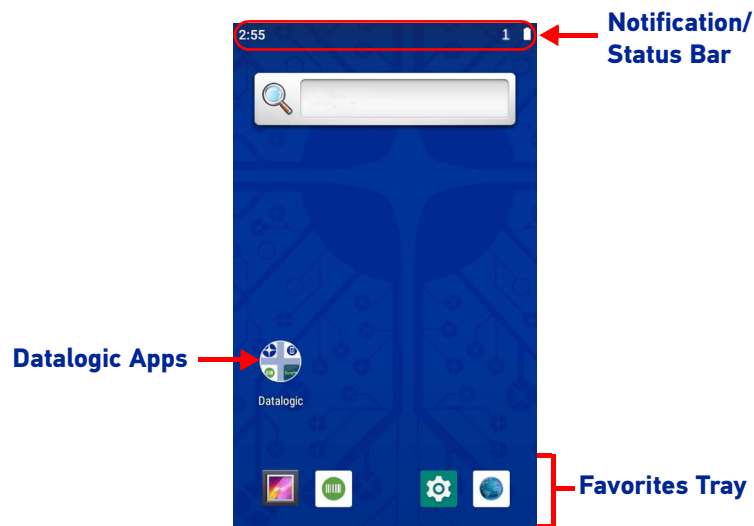 2:55
1
Notification/
Status Bar
Datalogic Apps
Datalogic
Favorites Tray